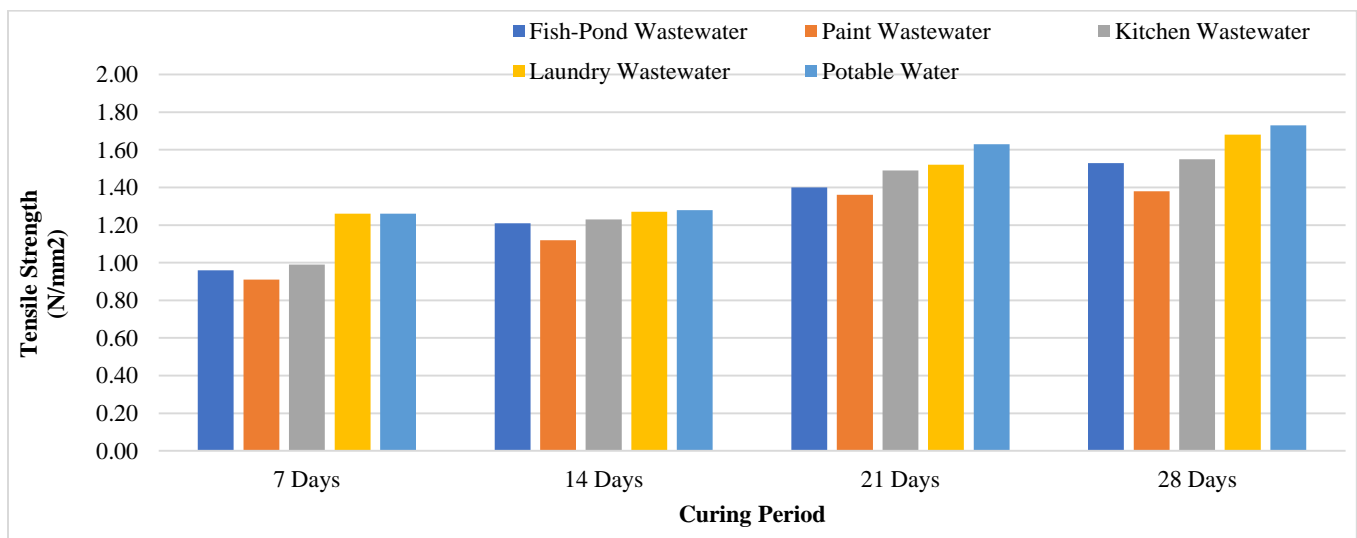 Fish-Pond Wastewater Paint Wastewater Kitchen Wastewater
Laundry Wastewater Potable Water
2.00
1.80
1.60
1.40
1.20
1.00
0.80
0.60
0.40
0.20
0.00
Tensile Strength
(N/mm2)
7 Days 14 Days 21 Days 28 Days
Curing Period